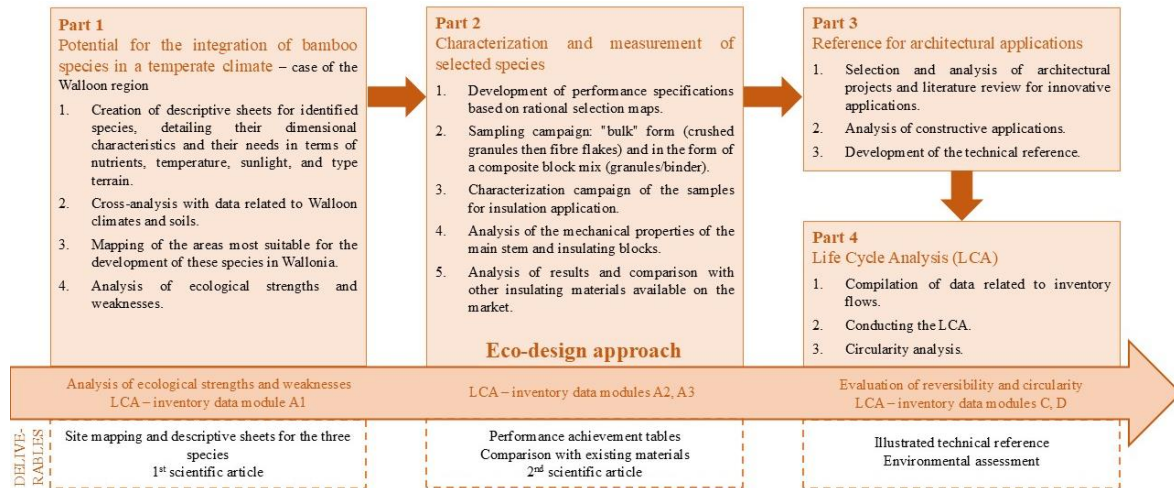 Part 1
Potential for the integration of bamboo
species in a temperate climate – case of the
Walloon region
1. Creation of descriptive sheets for identified
species, detailing their dimensional
characteristics and their needs in terms of
nutrients, temperature, sunlight, and type
terrain.
2. Cross-analysis with data related to Walloon
climates and soils.
3. Mapping of the areas most suitable for the
development of these species in Wallonia.
4. Analysis of ecological strengths and
weaknesses.
Part 2
Characterization and measurement of
selected species
1. Development of performance specifications
based on rational selection maps.
2. Sampling campaign: "bulk" form (crushed
granules then fibre flakes) and in the form of
a composite block mix (granules/binder).
3. Characterization campaign of the samples
for insulation application.
4. Analysis of the mechanical properties of the
main stem and insulating blocks.
5. Analysis of results and comparison with
other insulating materials available on the
market.
Part 3
Reference for architectural applications
1. Selection and analysis of architectural
projects and literature review for innovative
applications.
2. Analysis of constructive applications.
3. Development of the technical reference.
Part 4
Life Cycle Analysis (LCA)
1. Compilation of data related to inventory
flows.
2. Conducting the LCA.
3. Circularity analysis.
Eco-design approach
Analysis of ecological strengths and weaknesses
LCA – inventory data module A1
LCA – inventory data modules A2, A3
Evaluation of reversibility and circularity
LCA – inventory data modules C, D
DELIVE-
RABLES
Site mapping and descriptive sheets for the three
species
1st scientific article
Performance achievement tables
Comparison with existing materials
2nd scientific article
Illustrated technical reference
Environmental assessment